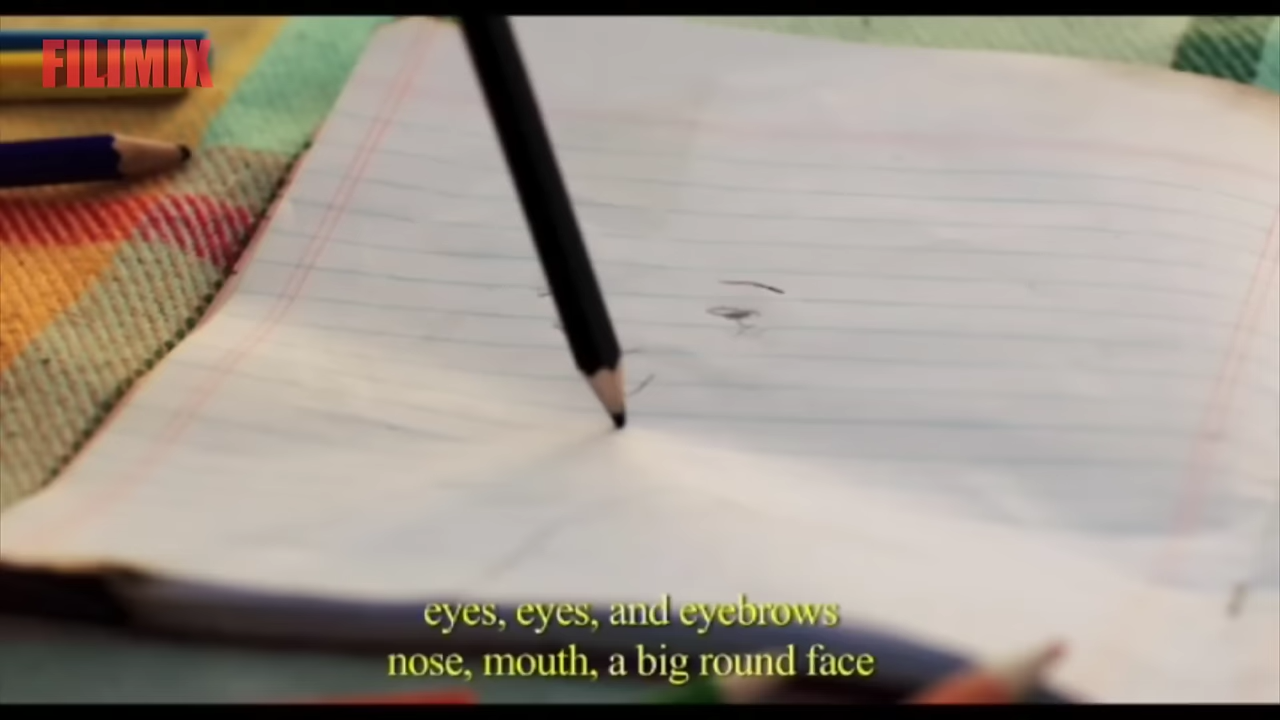 FILIMIX
eyes, eyes, and eyebrows
nose, mouth, a big round face